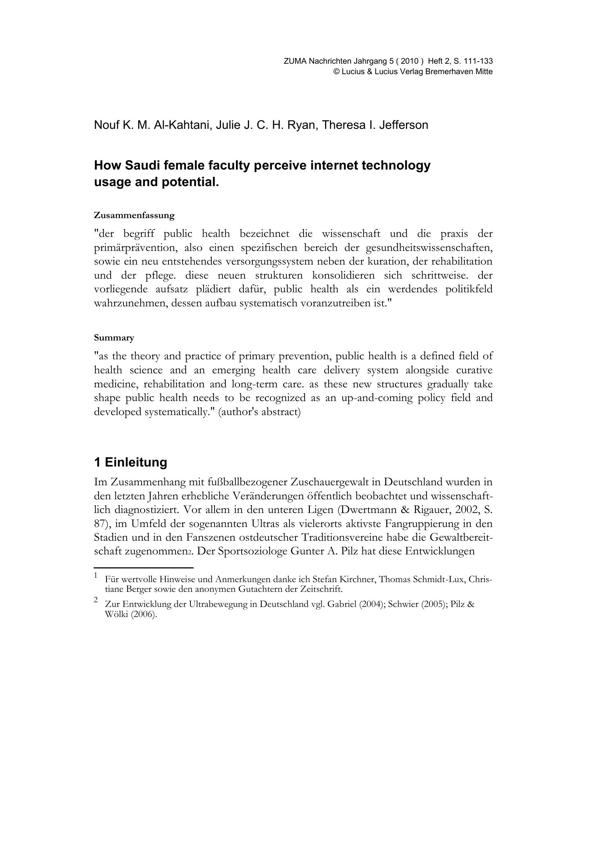 ZUMA Nachrichten Jahrgang 5 ( 2010 ) Heft 2, S. 111-133
© Lucius & Lucius Verlag Bremerhaven Mitte
Nouf K. M. Al-Kahtani, Julie J. C. H. Ryan, Theresa I. Jefferson
How Saudi female faculty perceive internet technology
usage and potential.
Zusammenfassung
"der begriff public health bezeichnet die wissenschaft und die praxis der
primärprävention, also einen spezifischen bereich der gesundheitswissenschaften,
sowie ein neu entstehendes versorgungssystem neben der kuration, der rehabilitation
und der pflege. diese neuen strukturen konsolidieren sich schrittweise. der
vorliegende aufsatz plädiert dafür, public health als ein werdendes politikfeld
wahrzunehmen, dessen aufbau systematisch voranzutreiben ist."
Summary
"as the theory and practice of primary prevention, public health is a defined field of
health science and an emerging health care delivery system alongside curative
medicine, rehabilitation and long-term care. as these new structures gradually take
shape public health needs to be recognized as an up-and-coming policy field and
developed systematically." (author's abstract)
1 Einleitung
Im Zusammenhang mit fußballbezogener Zuschauergewalt in Deutschland wurden in
den letzten Jahren erhebliche Veränderungen öffentlich beobachtet und wissenschaft-
lich diagnostiziert. Vor allem in den unteren Ligen (Dwertmann & Rigauer, 2002, S.
87), im Umfeld der sogenannten Ultras als vielerorts aktivste Fangruppierung in den
Stadien und in den Fanszenen ostdeutscher Traditionsvereine habe die Gewaltbereit-
schaft zugenommen2. Der Sportsoziologe Gunter A. Pilz hat diese Entwicklungen
1 Für wertvolle Hinweise und Anmerkungen danke ich Stefan Kirchner, Thomas Schmidt-Lux, Chris-
tiane Berger sowie den anonymen Gutachtern der Zeitschrift.
2 Zur Entwicklung der Ultrabewegung in Deutschland vgl. Gabriel (2004); Schwier (2005); Pilz &
Wölki (2006).